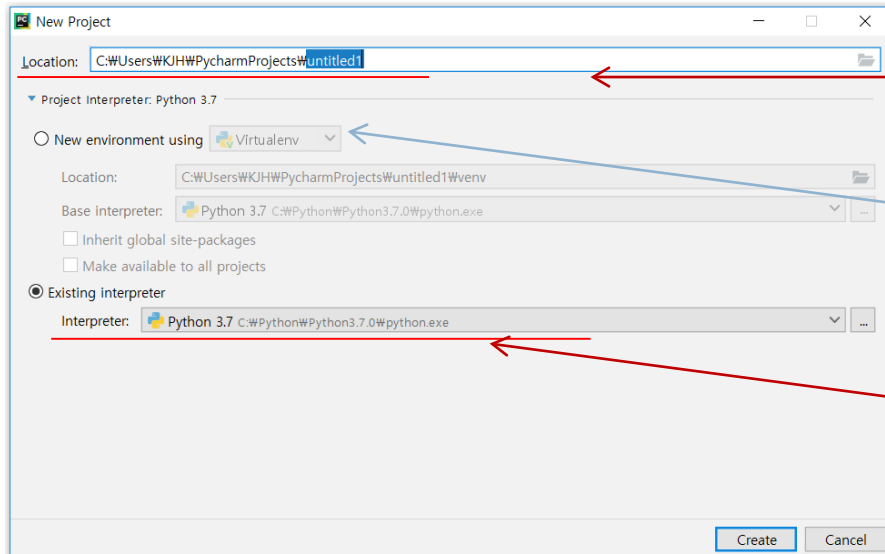 New Project
Location: C:₩Users₩KJH₩PycharmProjects₩untitled1
Project Interpreter: Python 3.7
New environment using Virtualenv
Location: C:₩Users₩KJH₩PycharmProjects₩untitled1₩venv
Base interpreter: Python 3.7 C:₩Python₩Python3.7.0₩python.exe ...
Inherit global site-packages
Make available to all projects
Existing interpreter
Interpreter: Python 3.7 C:₩Python₩Python3.7.0₩python.exe ...
Create Cancel